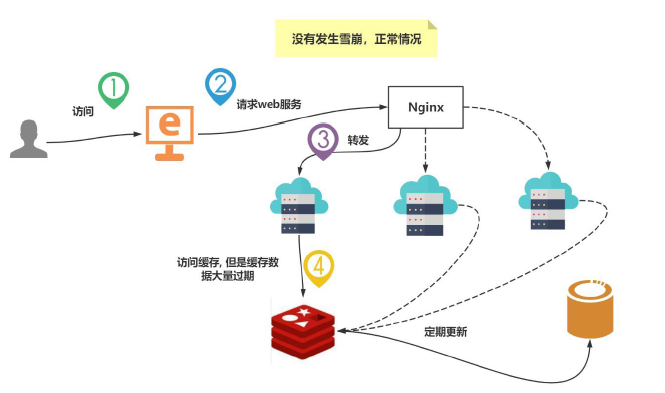 没有发生雪崩，正常情况
1
2
访问
请求web服务
e
Nginx
3
转发
访问缓存, 但是缓存数
据大量过期
4
定期更新